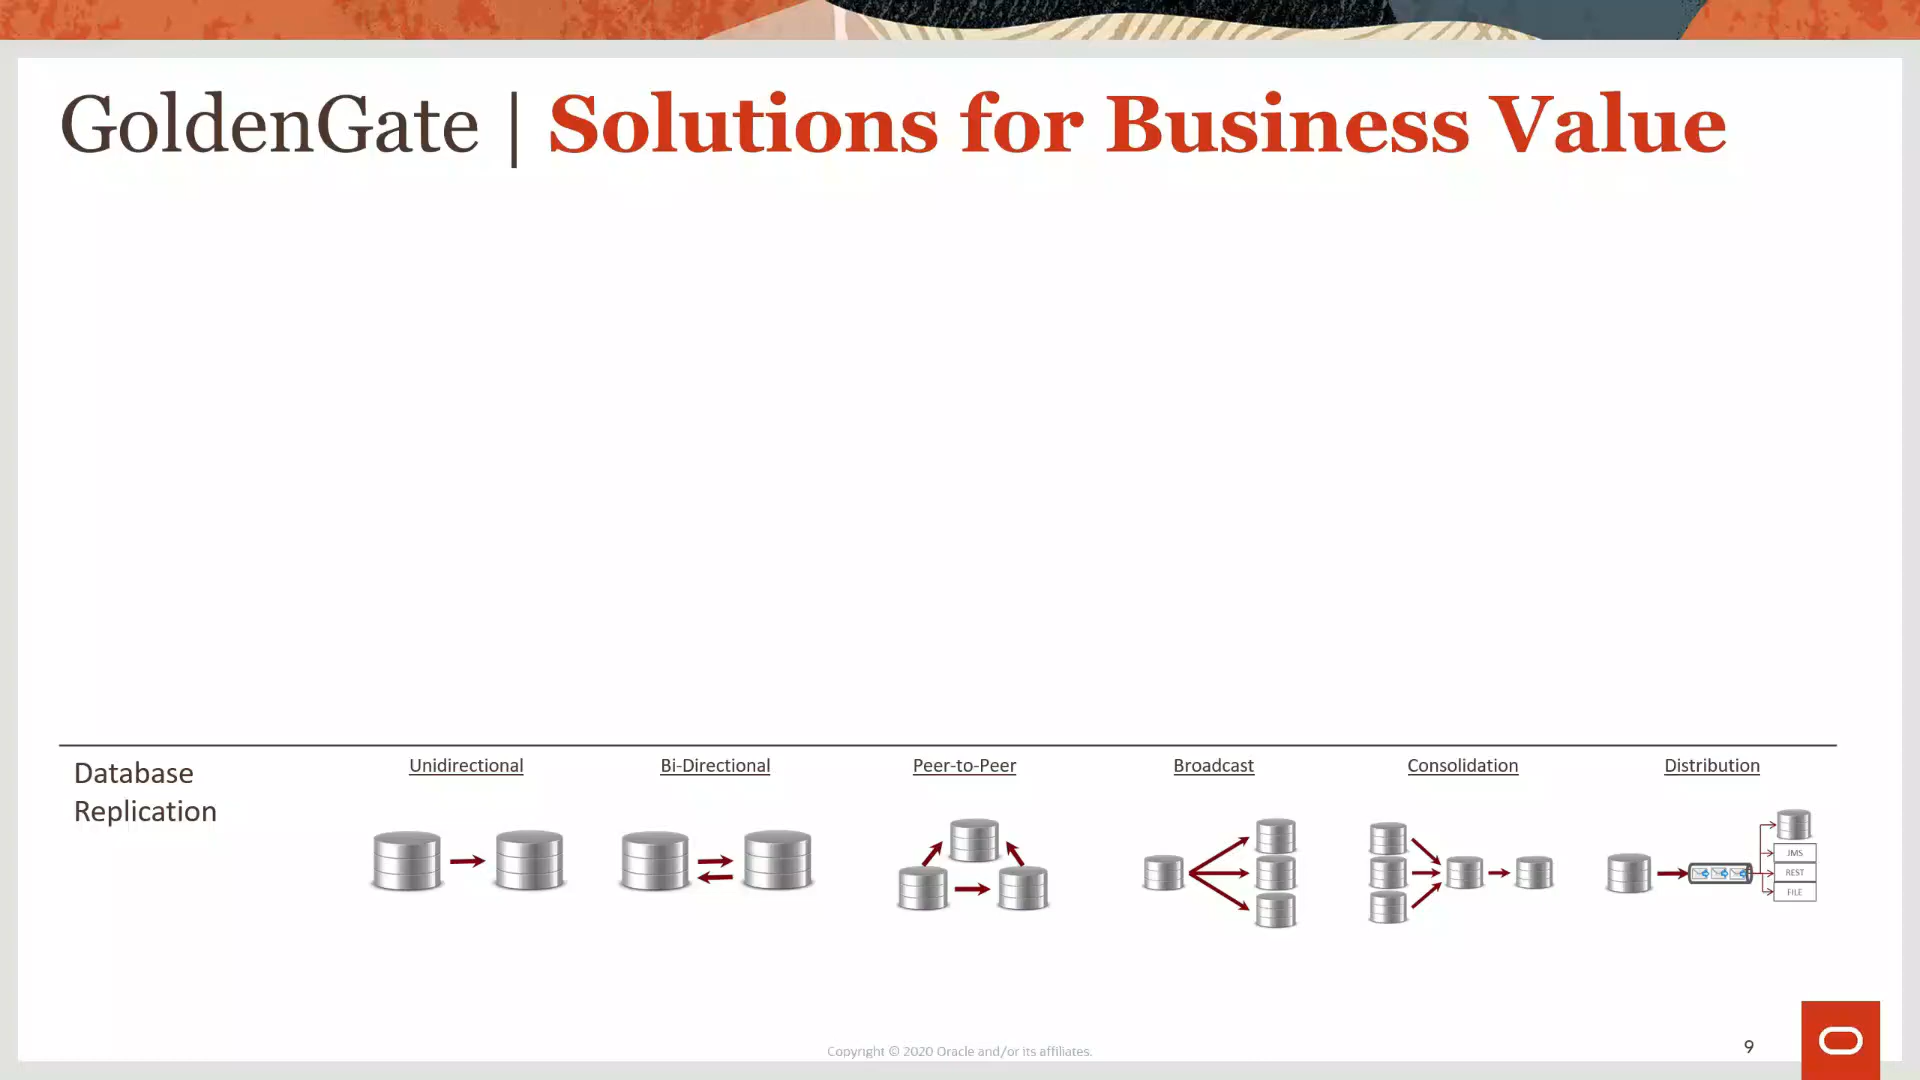 GoldenGate | Solutions for Business Value
Database
Replication
Unidirectional
Bi-Directional
Peer-to-Peer
Broadcast
Consolidation
Distribution
JMS
REST
FILE
Copyright © 2020 Oracle and/or its affiliates.
9